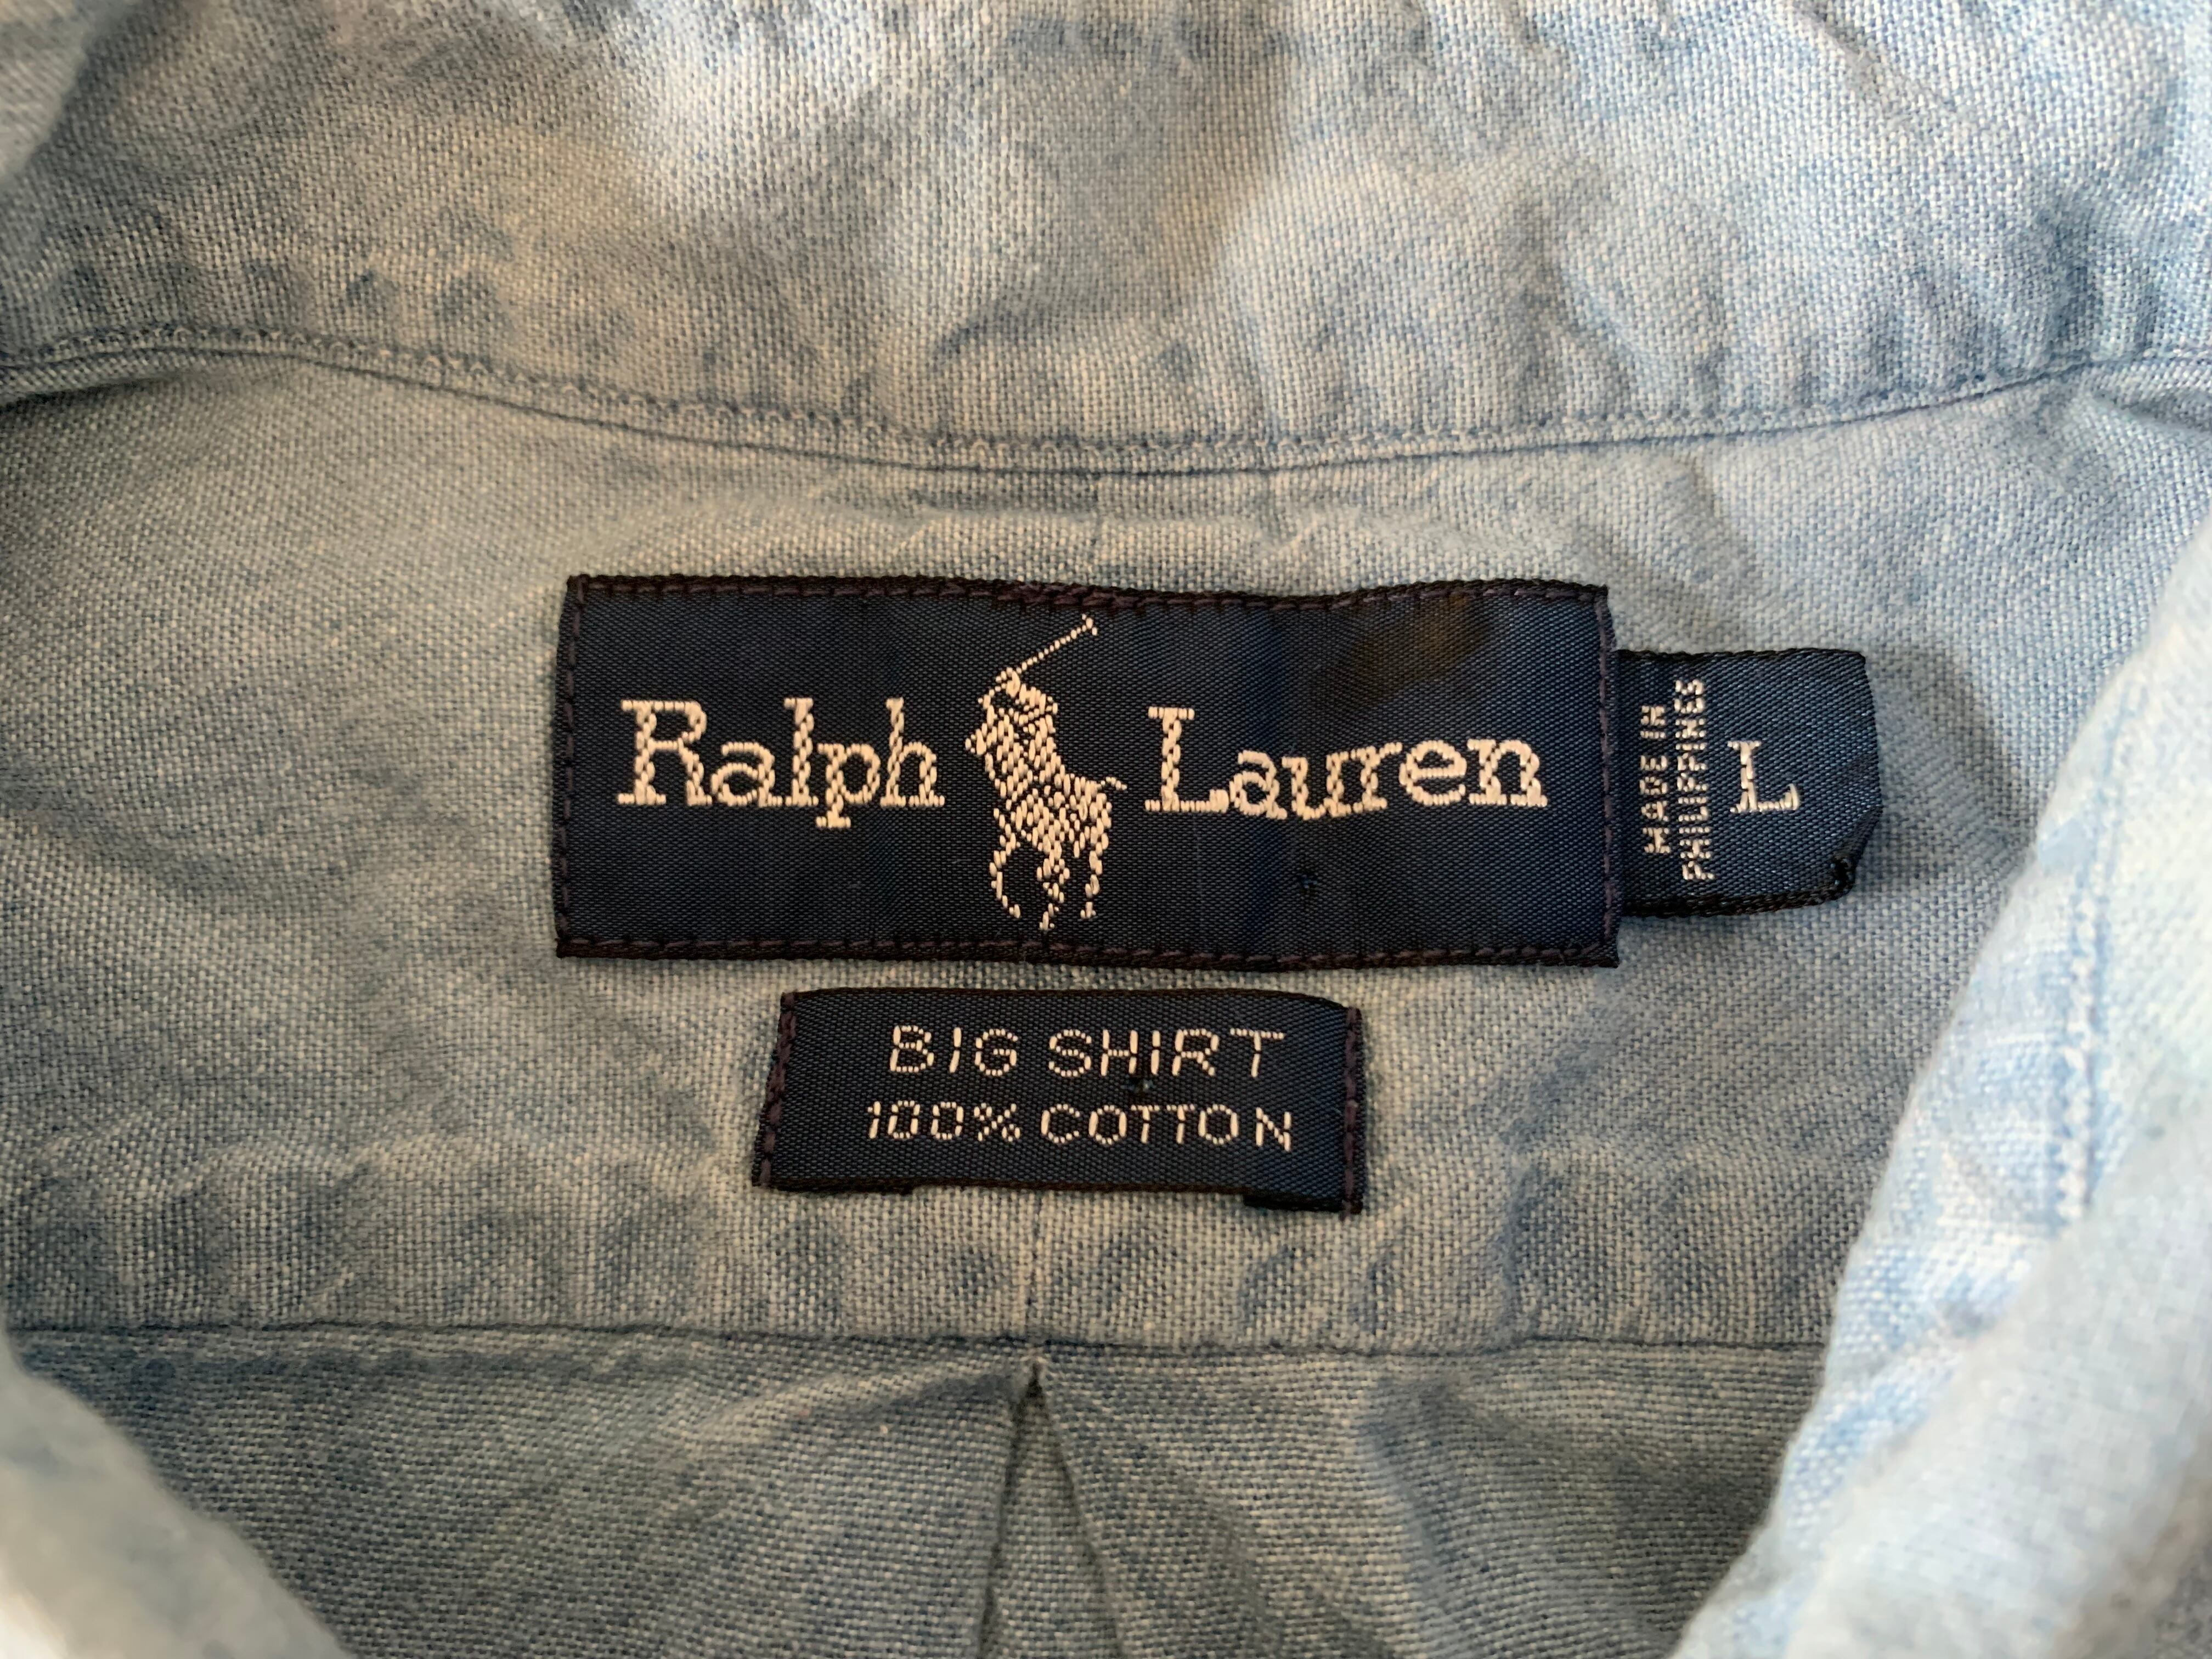 Ralph Lauren
MADE IN
PHILIPPINES
L
BIG SHIRT
100% COTTON